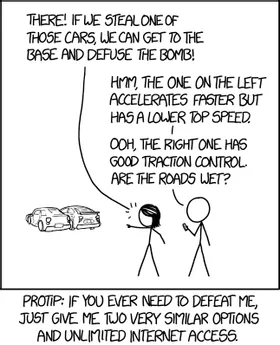 THERE! IF WE STEAL ONE OF
THOSE CARS, WE CAN GET TO THE
BASE AND DEFUSE THE BOMB!
HMM, THE ONE ON THE LEFT
ACCELERATES FASTER BUT
HAS A LOWER TOP SPEED.
OOH, THE RIGHT ONE HAS
GOOD TRACTION CONTROL.
ARE THE ROADS WET?
PROTIP: IF YOU EVER NEED TO DEFEAT ME,
JUST GIVE ME TWO VERY SIMILAR OPTIONS
AND UNLIMITED INTERNET ACCESS.